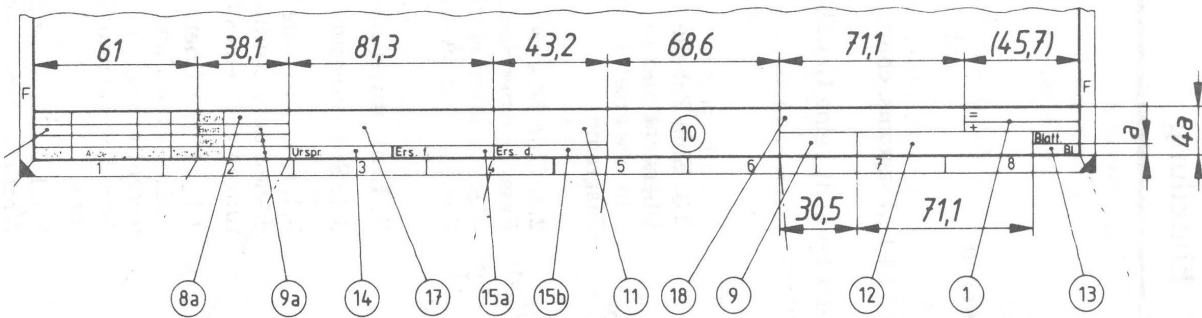 61 38,1 81,3 43,2 68,6 71,1 (45,7)
F F
=
10 +
Blatt a 4a
Urspr Ers. f. Ers. d. Bl
1 2 3 4 5 6 7 8
30,5 71,1
8a 9a 14 17 15a 15b 11 18 9 12 1 13